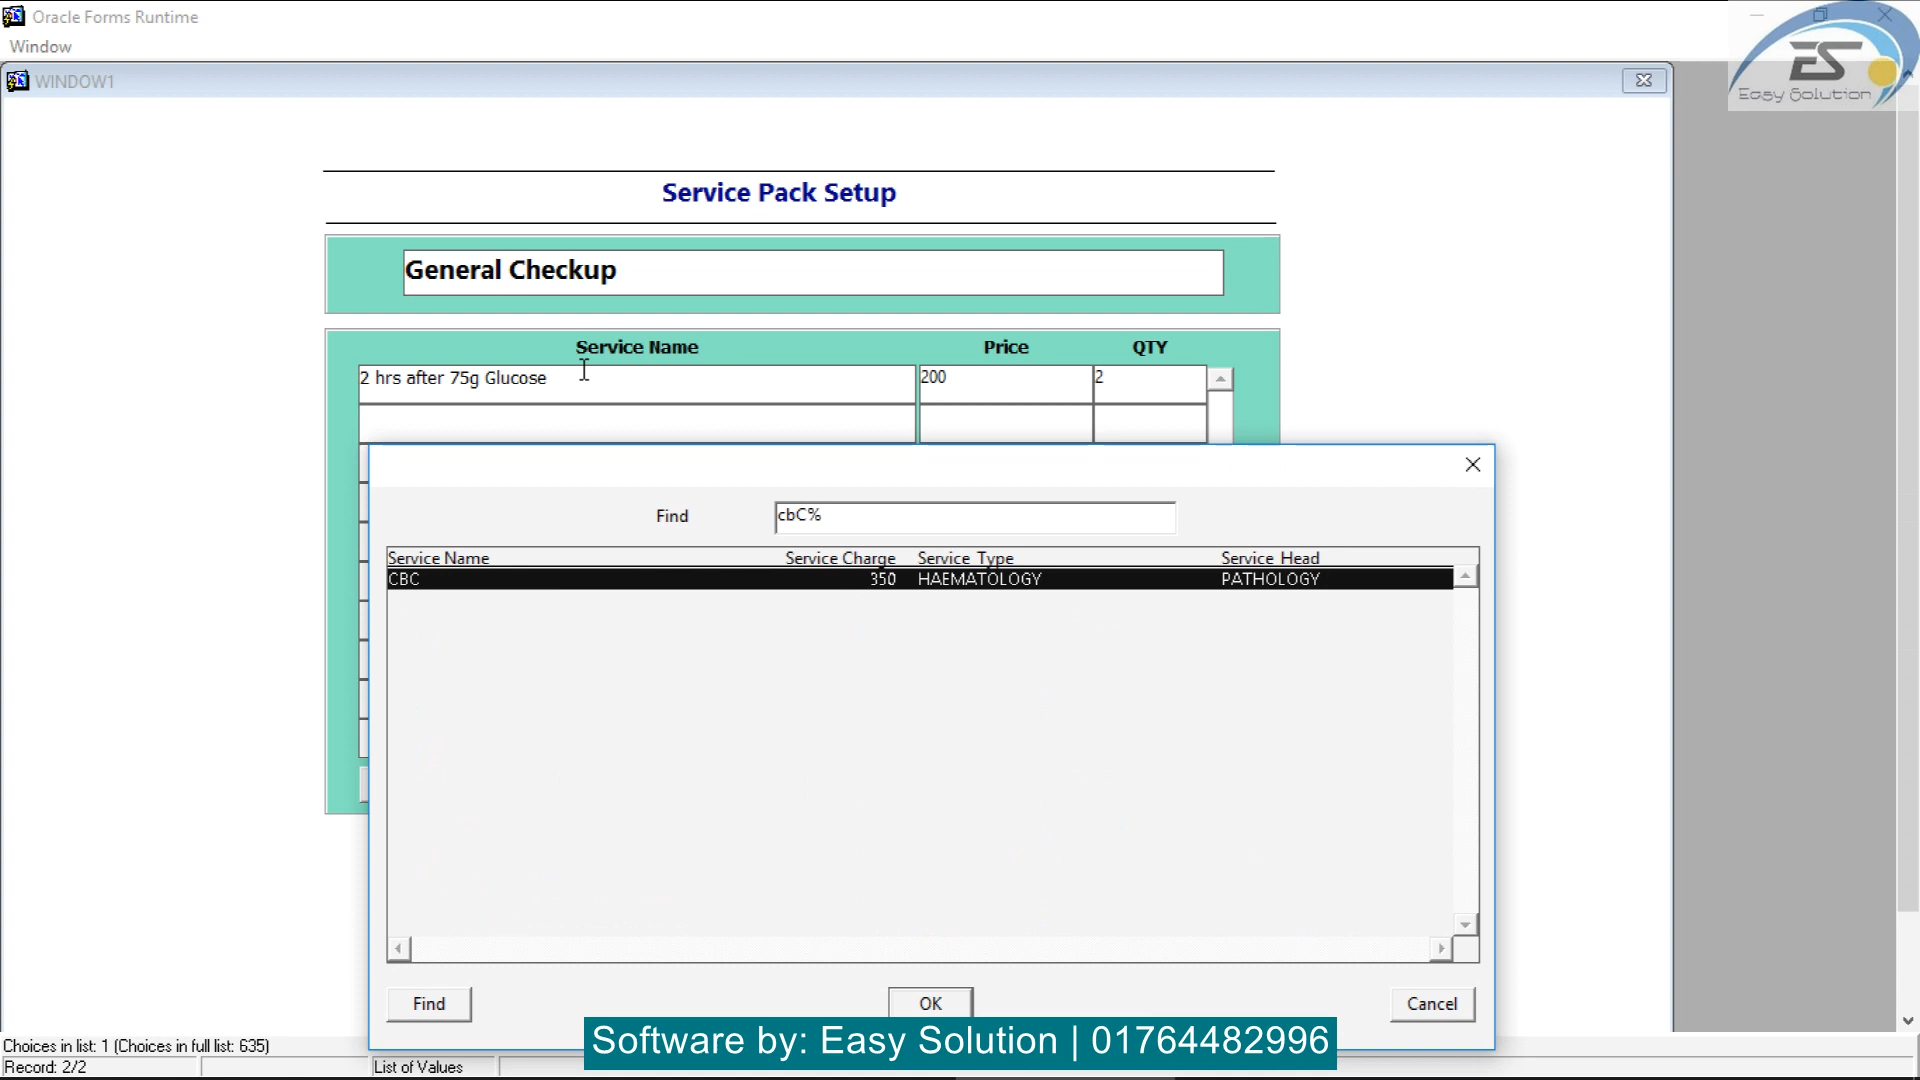 Oracle Forms Runtime
Window
WINDOW1
ES
Easy Solution
Service Pack Setup
General Checkup
Service Name Price QTY
2 hrs after 75g Glucose 200 2
Find cbC%
Service Name Service Charge Service Type Service Head
CBC 350 HAEMATOLOGY PATHOLOGY
Find OK Cancel
Software by: Easy Solution | 01764482996
Choices in list: 1 (Choices in full list: 635)
Record: 2/2 List of Values